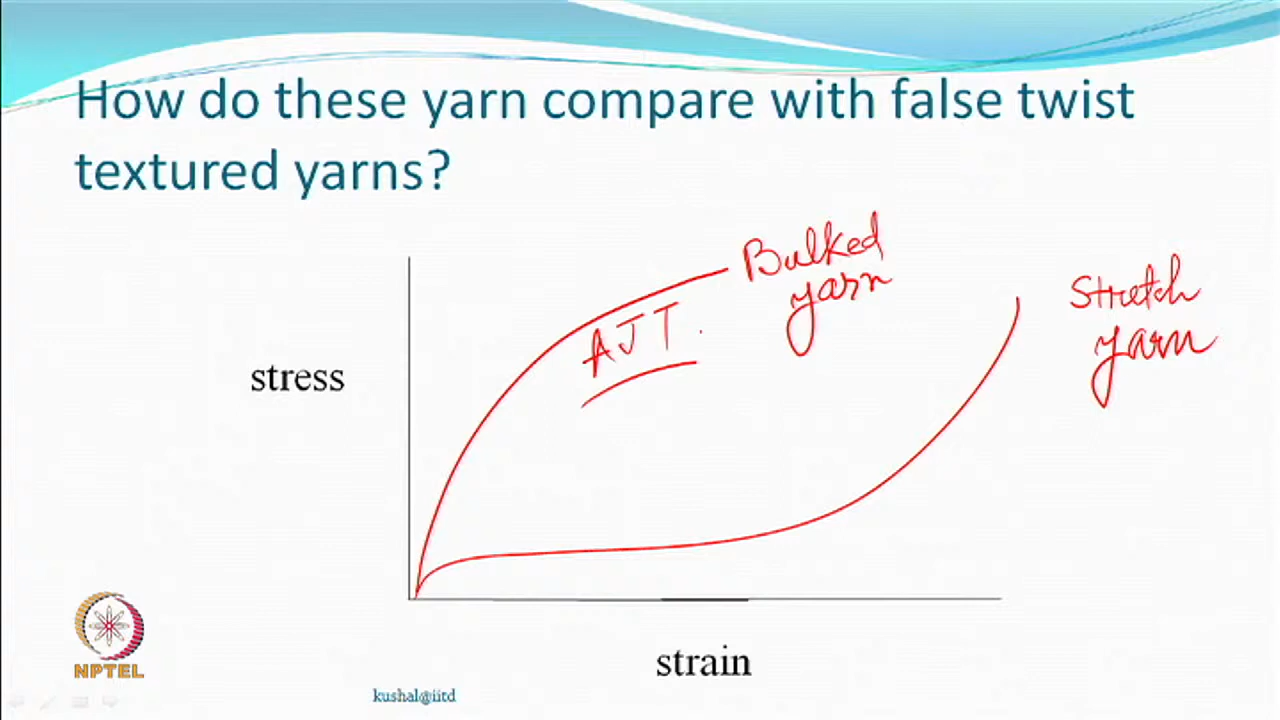 How do these yarn compare with false twist
textured yarns?
Bulked
yarn
AJT.
Stretch
yarn
stress
strain
NPTEL
kushal@iitd